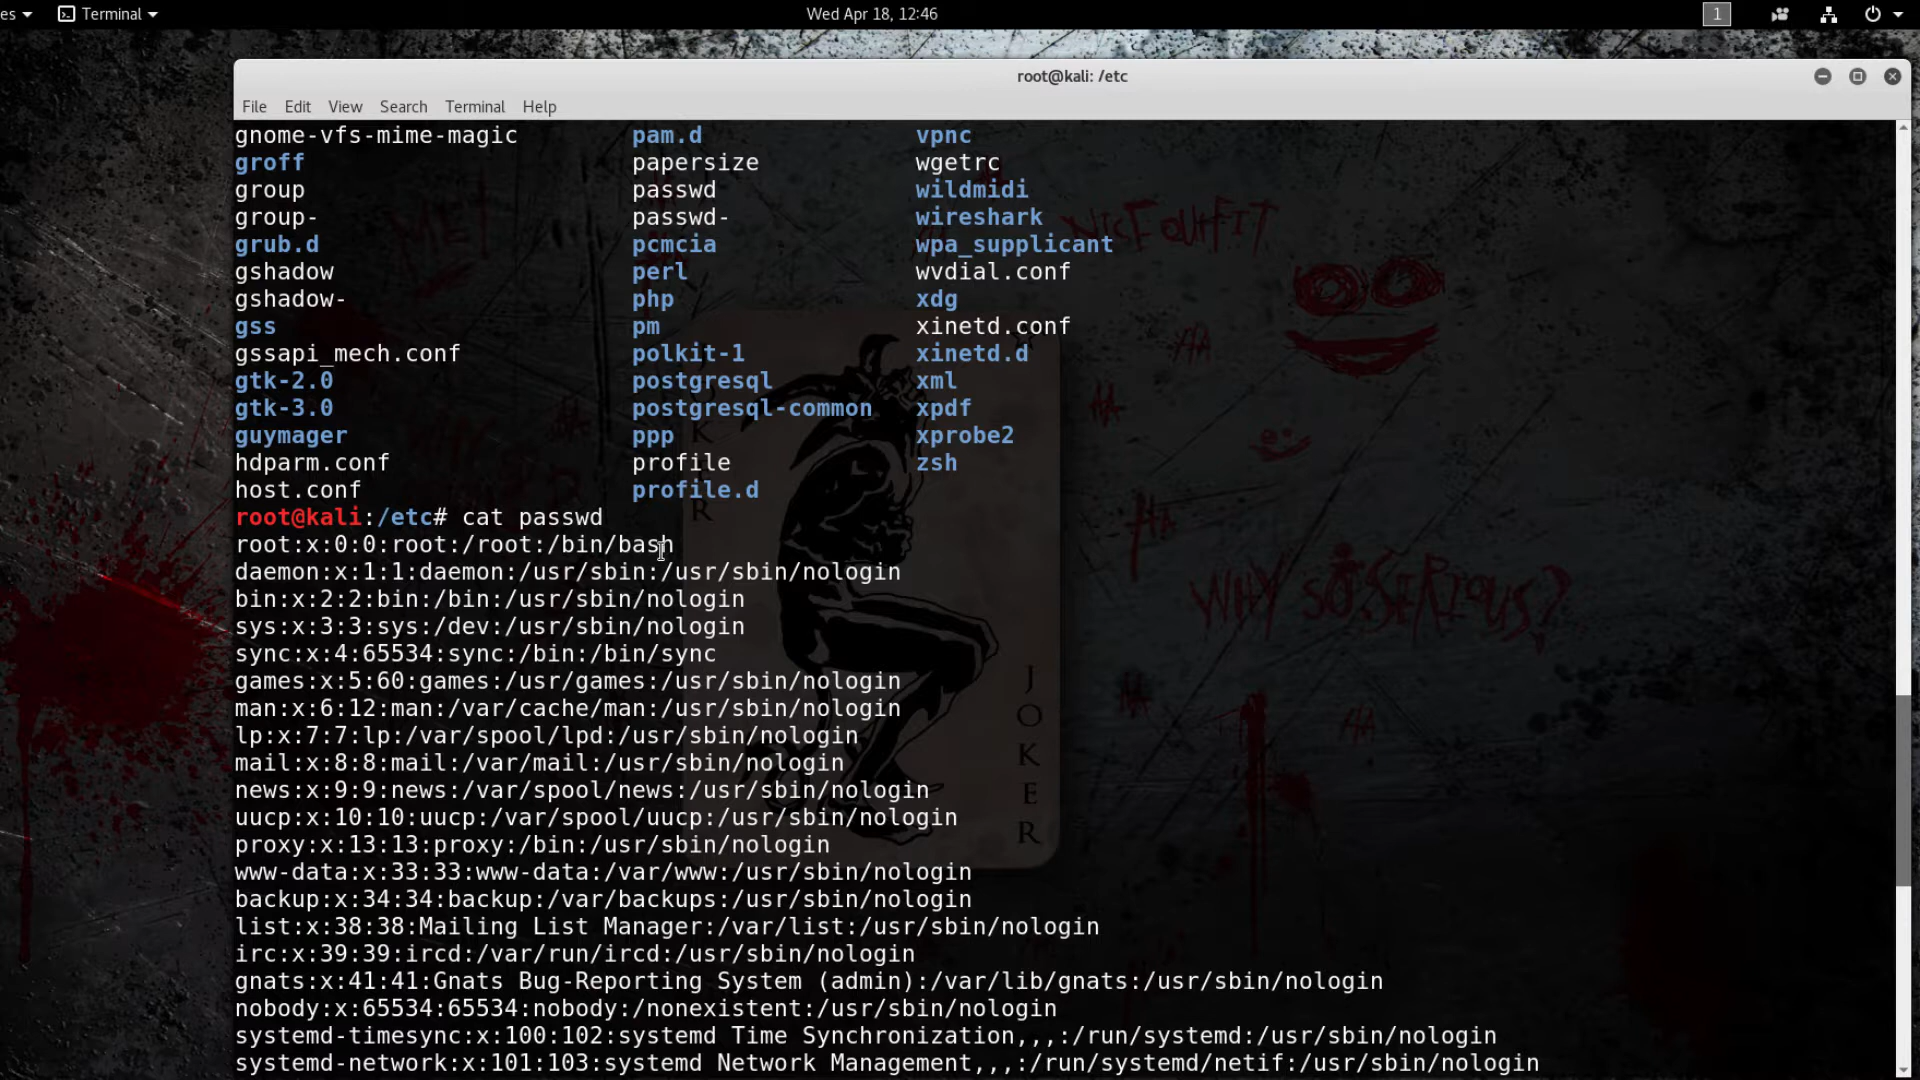 es Terminal Wed Apr 18, 12:46 1
root@kali: /etc
File Edit View Search Terminal Help
gnome-vfs-mime-magic pam.d vpnc
groff papersize wgetrc
group passwd wildmidi
group- passwd- wireshark
grub.d pcmcia wpa_supplicant
gshadow perl wvdial.conf
gshadow- php xdg
gss pm xinetd.conf
gssapi_mech.conf polkit-1 xinetd.d
gtk-2.0 postgresql xml
gtk-3.0 postgresql-common xpdf
guymager ppp xprobe2
hdparm.conf profile zsh
host.conf profile.d
root@kali:/etc# cat passwd
root:x:0:0:root:/root:/bin/bash
daemon:x:1:1:daemon:/usr/sbin:/usr/sbin/nologin
bin:x:2:2:bin:/bin:/usr/sbin/nologin
sys:x:3:3:sys:/dev:/usr/sbin/nologin
sync:x:4:65534:sync:/bin:/bin/sync
games:x:5:60:games:/usr/games:/usr/sbin/nologin
man:x:6:12:man:/var/cache/man:/usr/sbin/nologin
lp:x:7:7:lp:/var/spool/lpd:/usr/sbin/nologin
mail:x:8:8:mail:/var/mail:/usr/sbin/nologin
news:x:9:9:news:/var/spool/news:/usr/sbin/nologin
uucp:x:10:10:uucp:/var/spool/uucp:/usr/sbin/nologin
proxy:x:13:13:proxy:/bin:/usr/sbin/nologin
www-data:x:33:33:www-data:/var/www:/usr/sbin/nologin
backup:x:34:34:backup:/var/backups:/usr/sbin/nologin
list:x:38:38:Mailing List Manager:/var/list:/usr/sbin/nologin
irc:x:39:39:ircd:/var/run/ircd:/usr/sbin/nologin
gnats:x:41:41:Gnats Bug-Reporting System (admin):/var/lib/gnats:/usr/sbin/nologin
nobody:x:65534:65534:nobody:/nonexistent:/usr/sbin/nologin
systemd-timesync:x:100:102:systemd Time Synchronization,,,:/run/systemd:/usr/sbin/nologin
systemd-network:x:101:103:systemd Network Management,,,:/run/systemd/netif:/usr/sbin/nologin
NICE OUTFIT
HA
HA
HA
WHY SO SERIOUS?
HA
HA
JOKER